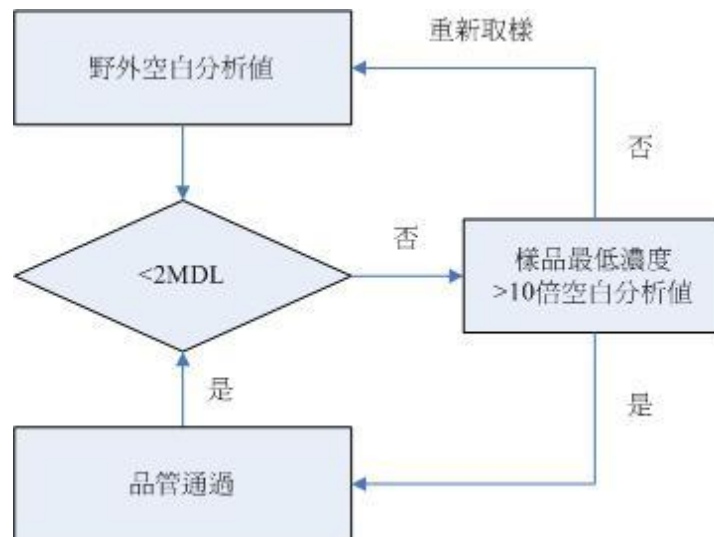 重新取樣
野外空白分析值
否
<2MDL
否
樣品最低濃度
>10倍空白分析值
是
是
品管通過